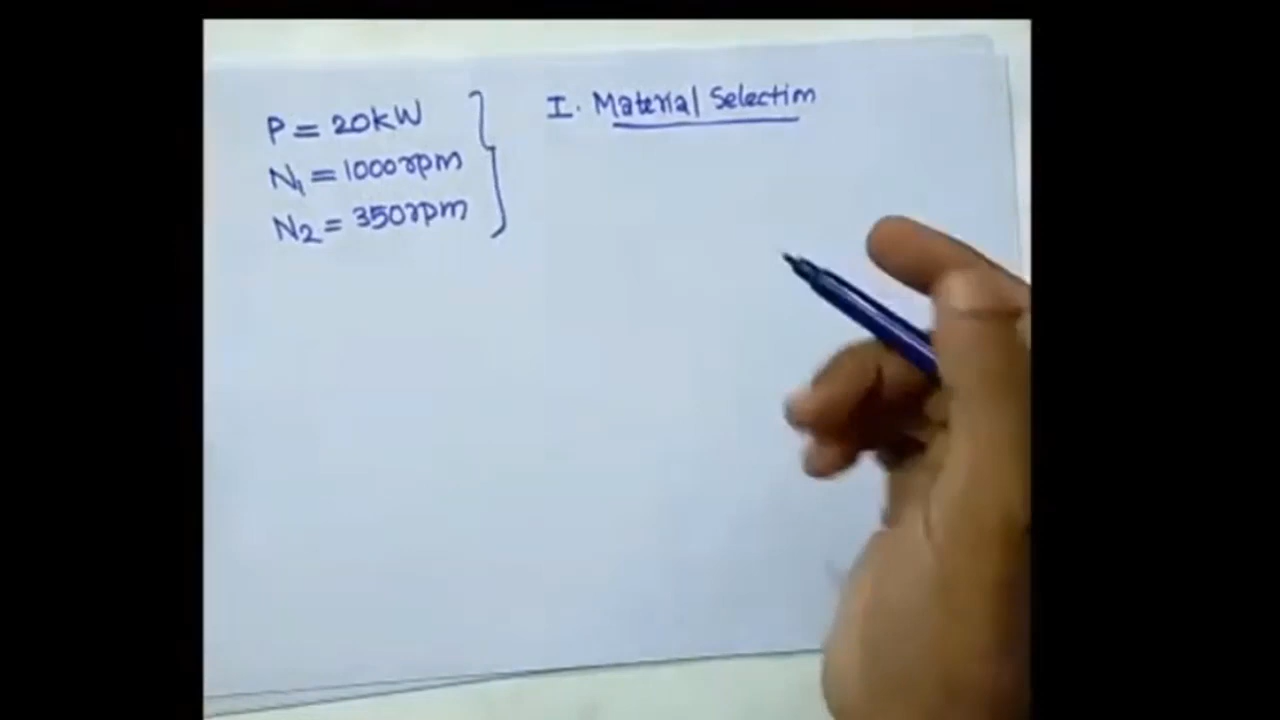 P = 20kW
N1 = 1000rpm
N2 = 350rpm
I. Material Selection